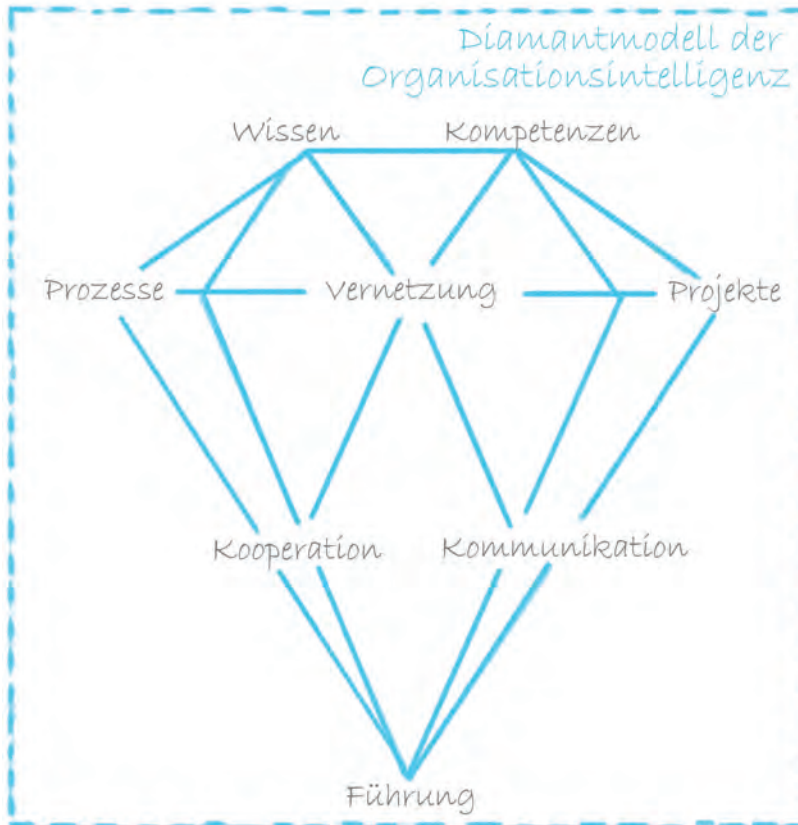 Diamantmodell der
Organisationsintelligenz
Wissen Kompetenzen
Prozesse Vernetzung Projekte
Kooperation Kommunikation
Führung